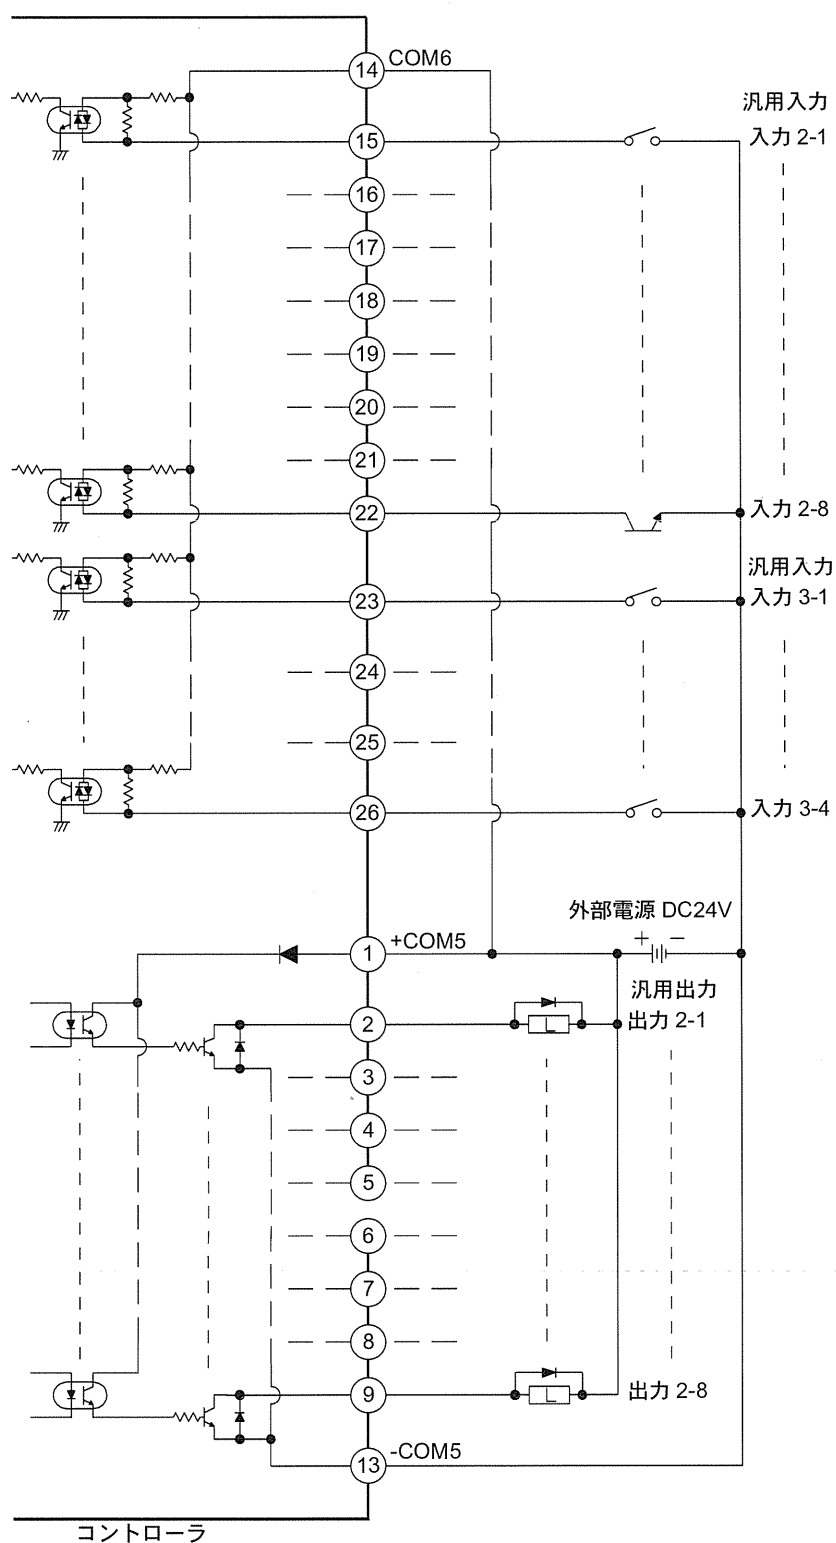 14 COM6
汎用入力
15 入力 2-1
16
17
18
19
20
21
22 入力 2-8
汎用入力
23 入力 3-1
24
25
26 入力 3-4
外部電源 DC24V
+ −
1 +COM5
汎用出力
2 L 出力 2-1
3
4
5
6
7
8
9 L 出力 2-8
13 -COM5
コントローラ